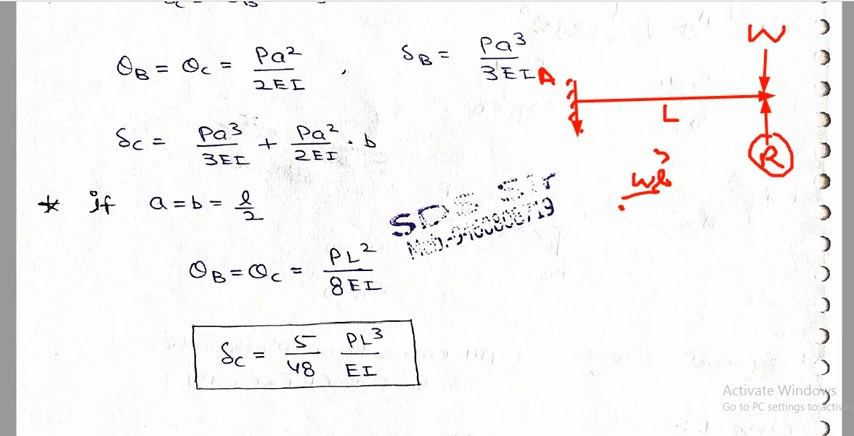 θB = θC = Pa²/2EI , δB = Pa³/3EI
δC = Pa³/3EI + Pa²/2EI · b
* if a = b = l/2
θB = θC = PL²/8EI
δC = 5/48 PL³/EI
W
A
L
R
SDS Sir
Activate Windows
Go to PC settings to activ